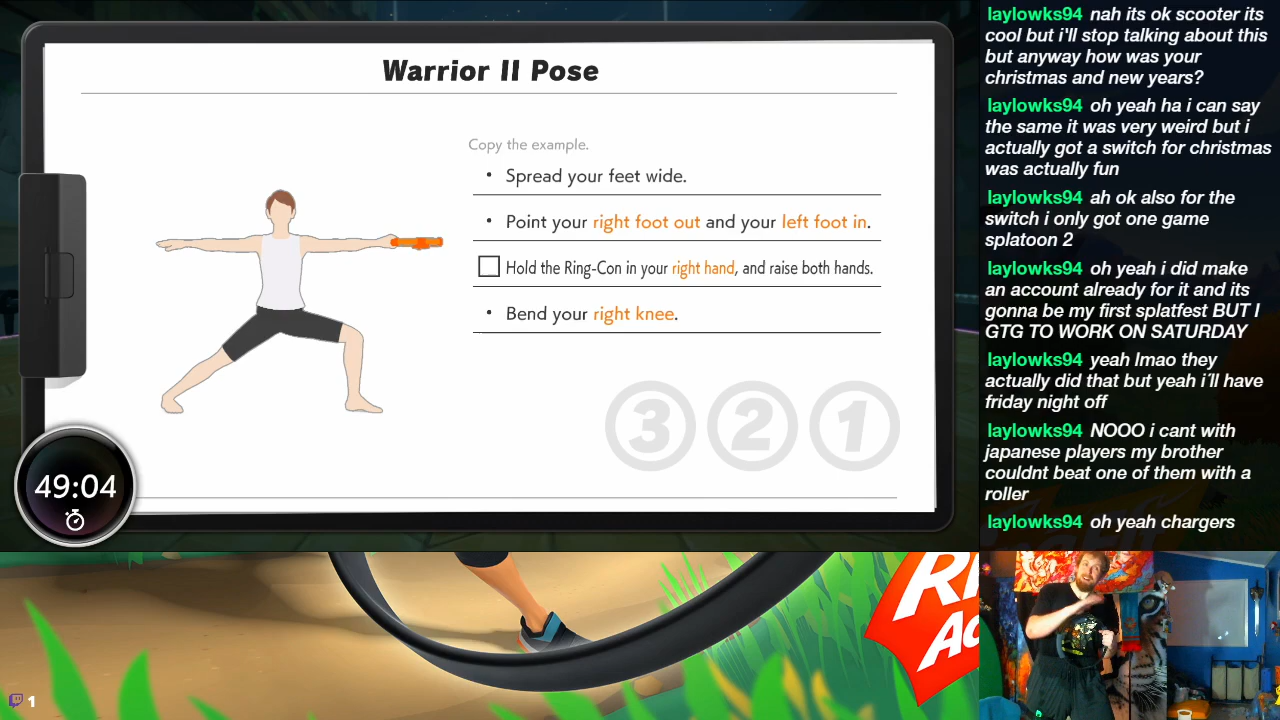 Warrior II Pose
Copy the example.
• Spread your feet wide.
• Point your right foot out and your left foot in.
Hold the Ring-Con in your right hand, and raise both hands.
• Bend your right knee.
3 2 1
49:04
1
laylowks94 nah its ok scooter its
cool but i'll stop talking about this
but anyway how was your
christmas and new years?
laylowks94 oh yeah ha i can say
the same it was very weird but i
actually got a switch for christmas
was actually fun
laylowks94 ah ok also for the
switch i only got one game
splatoon 2
laylowks94 oh yeah i did make
an account already for it and its
gonna be my first splatfest BUT I
GTG TO WORK ON SATURDAY
laylowks94 yeah lmao they
actually did that but yeah i´ll have
friday night off
laylowks94 NOOO i cant with
japanese players my brother
couldnt beat one of them with a
roller
laylowks94 oh yeah chargers